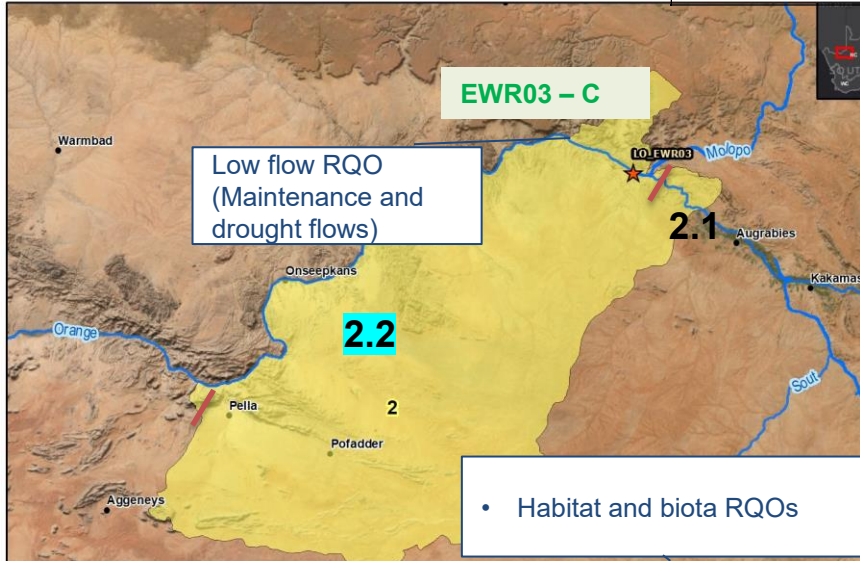 EWR03 – C
SOUT
Warmbad
LO_EWR03
Molopo
Low flow RQO
(Maintenance and
drought flows)
2.1
Augrabies
Onseepkans
Kakamas
Orange
2.2
Sout
Pella
2
Pofadder
Aggeneys
• Habitat and biota RQOs